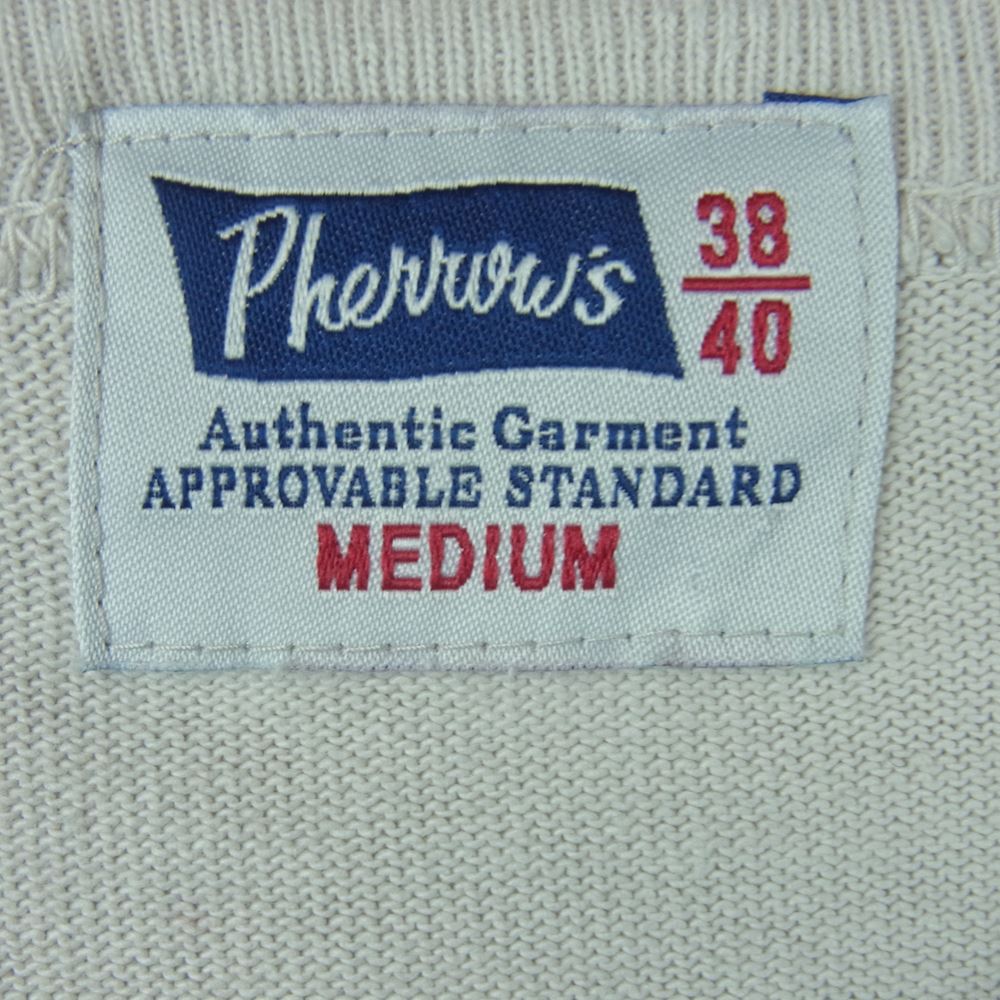 Pherrow's
38
40
Authentic Garment
APPROVABLE STANDARD
MEDIUM